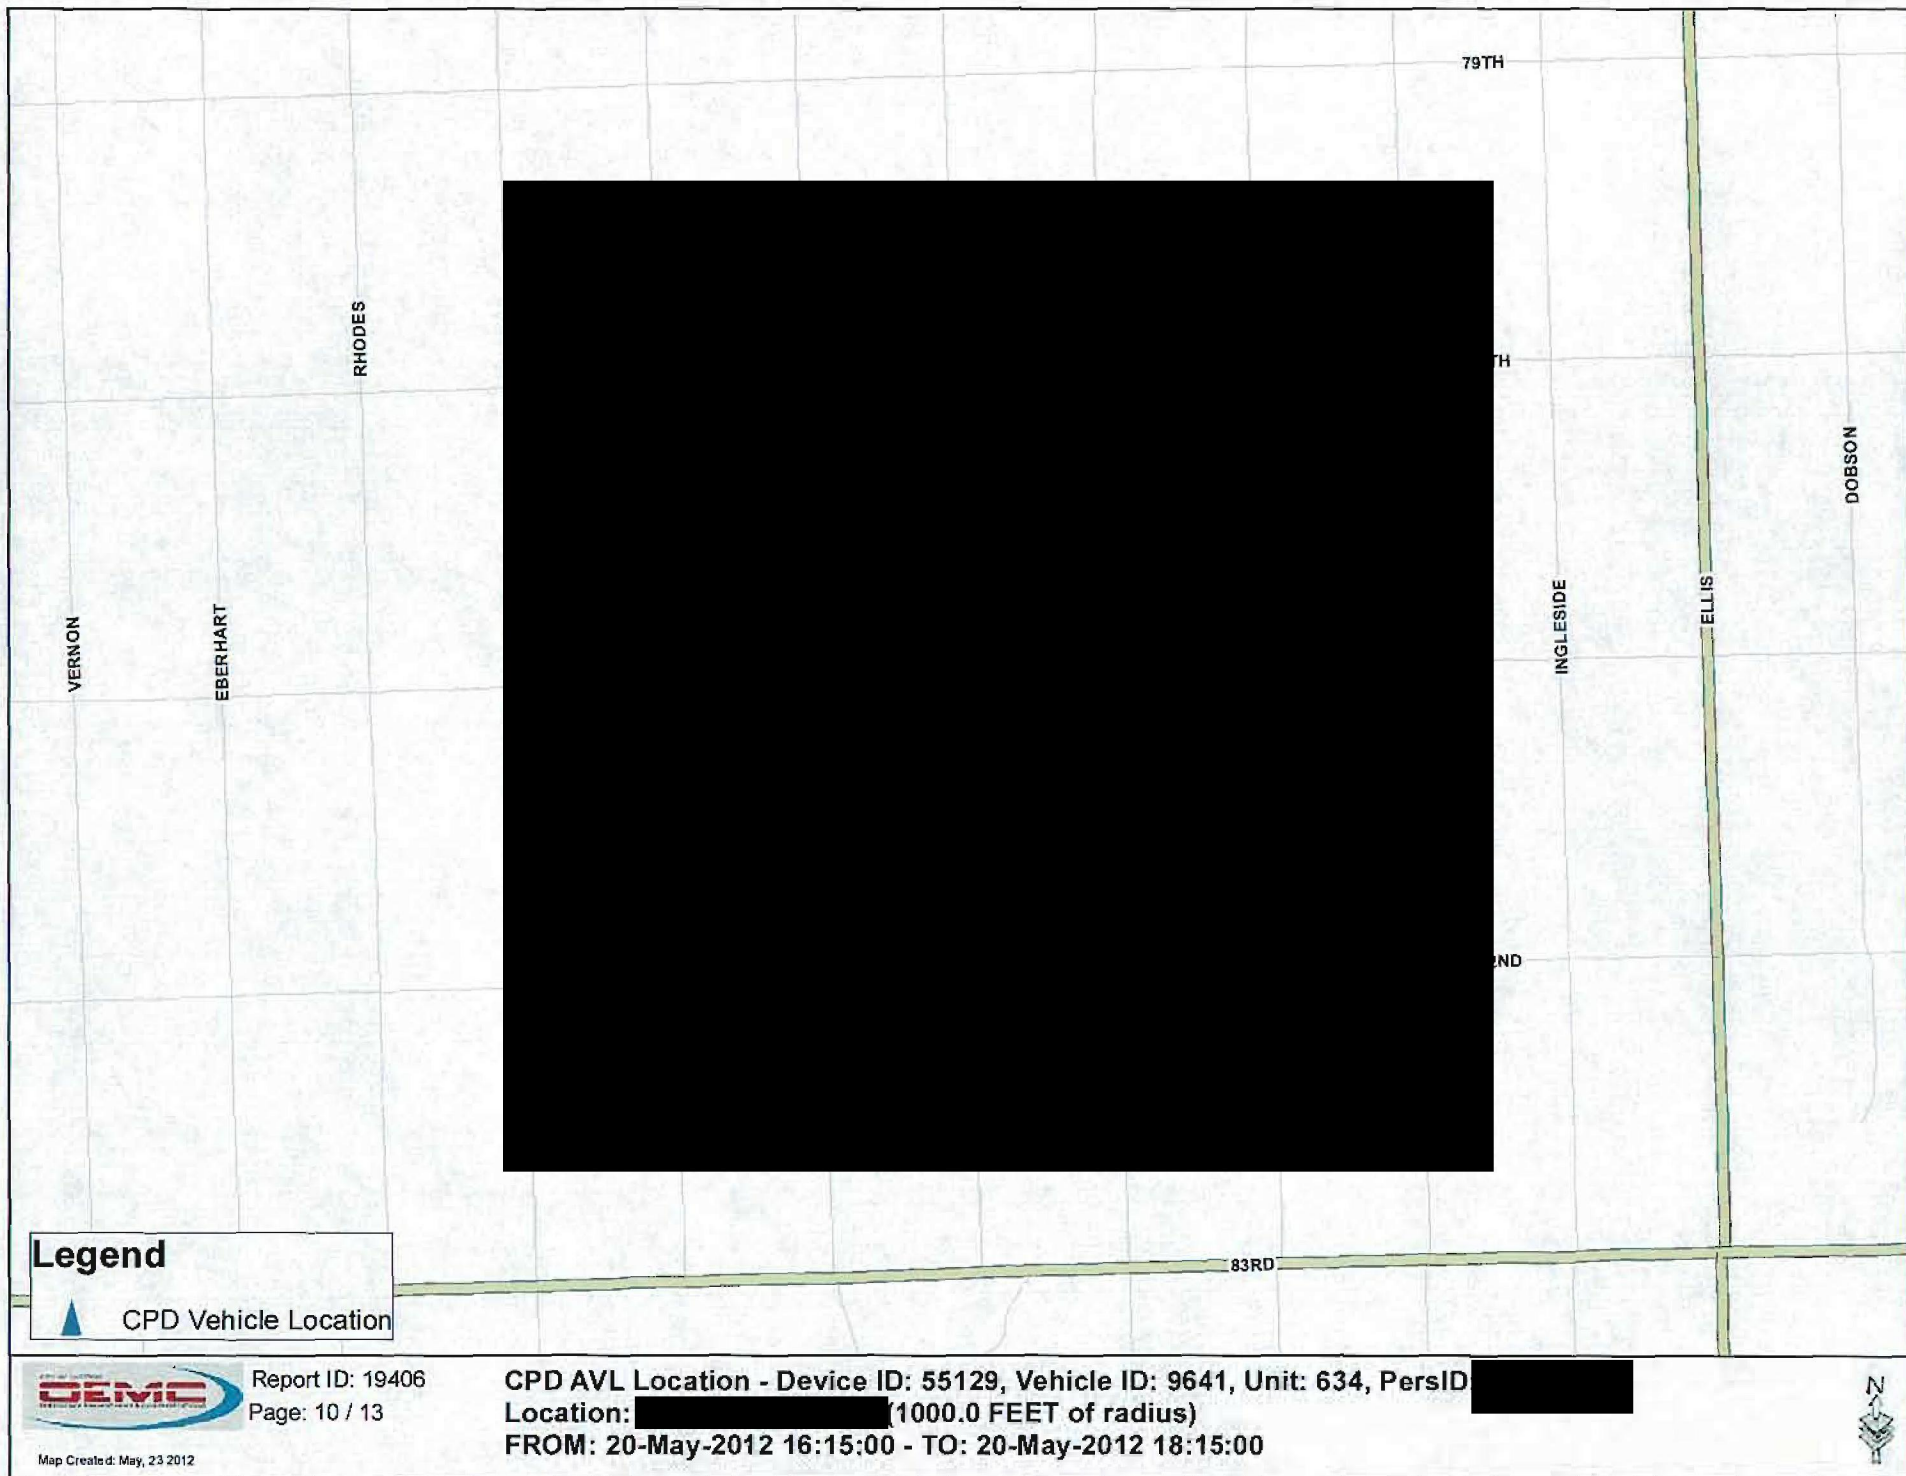 79TH
RHODES
TH
DOBSON
VERNON
EBERHART
INGLESIDE
ELLIS
ND
83RD
Legend
CPD Vehicle Location
OEMC
Report ID: 19406
Page: 10 / 13
Map Created: May, 23 2012
CPD AVL Location - Device ID: 55129, Vehicle ID: 9641, Unit: 634, PersID:
Location: (1000.0 FEET of radius)
FROM: 20-May-2012 16:15:00 - TO: 20-May-2012 18:15:00
N